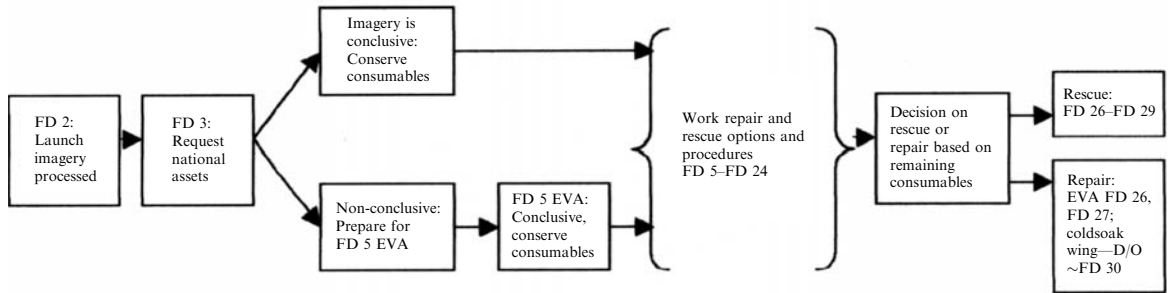 FD 2:
Launch
imagery
processed
FD 3:
Request
national
assets
Imagery is
conclusive:
Conserve
consumables
Non-conclusive:
Prepare for
FD 5 EVA
FD 5 EVA:
Conclusive,
conserve
consumables
Work repair and
rescue options and
procedures
FD 5–FD 24
Decision on
rescue or
repair based on
remaining
consumables
Rescue:
FD 26–FD 29
Repair:
EVA FD 26,
FD 27;
coldsoak
wing—D/O
∼FD 30